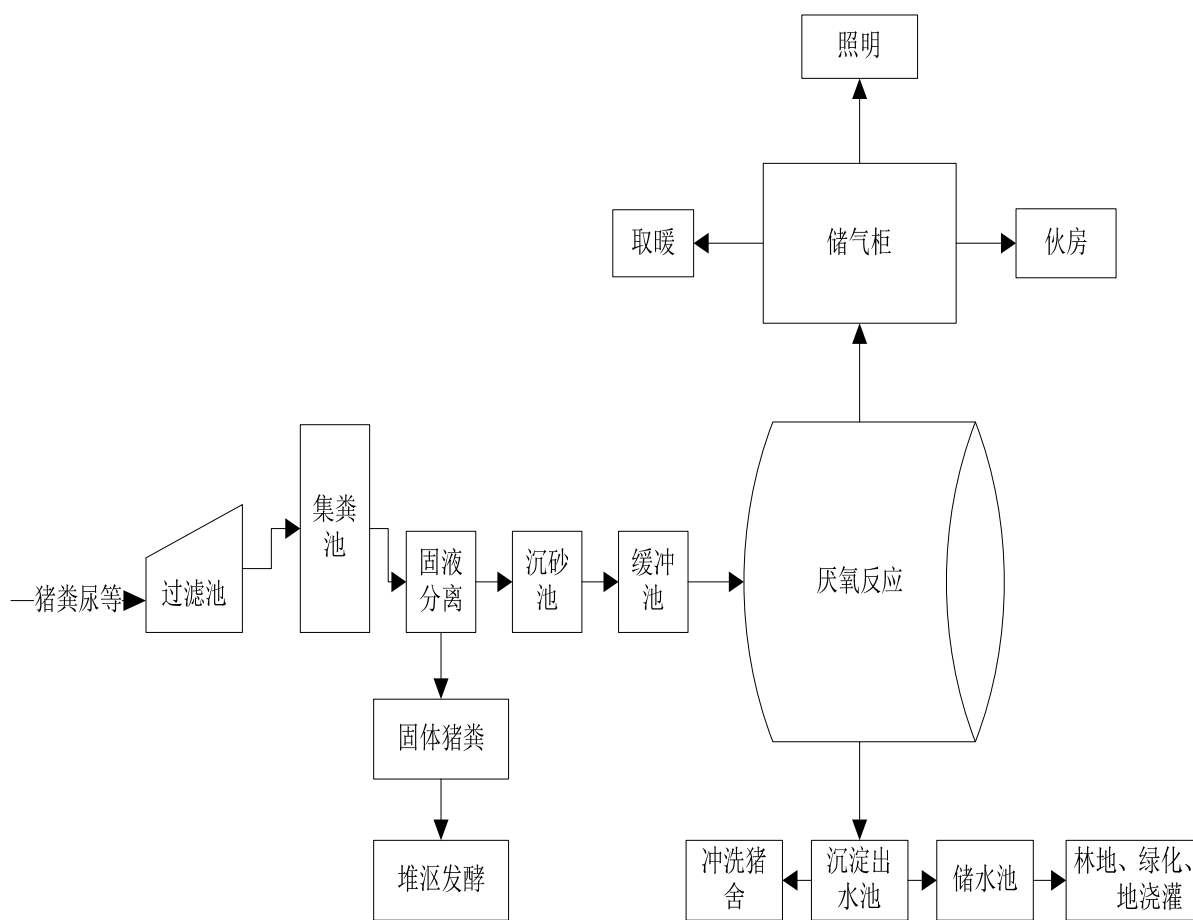 照明
取暖
储气柜
伙房
集粪
池
过滤池
猪粪尿等
固液
分离
沉砂
池
缓冲
池
厌氧反应
固体猪粪
堆沤发酵
冲洗猪
舍
沉淀出
水池
储水池
林地、绿化、
地浇灌